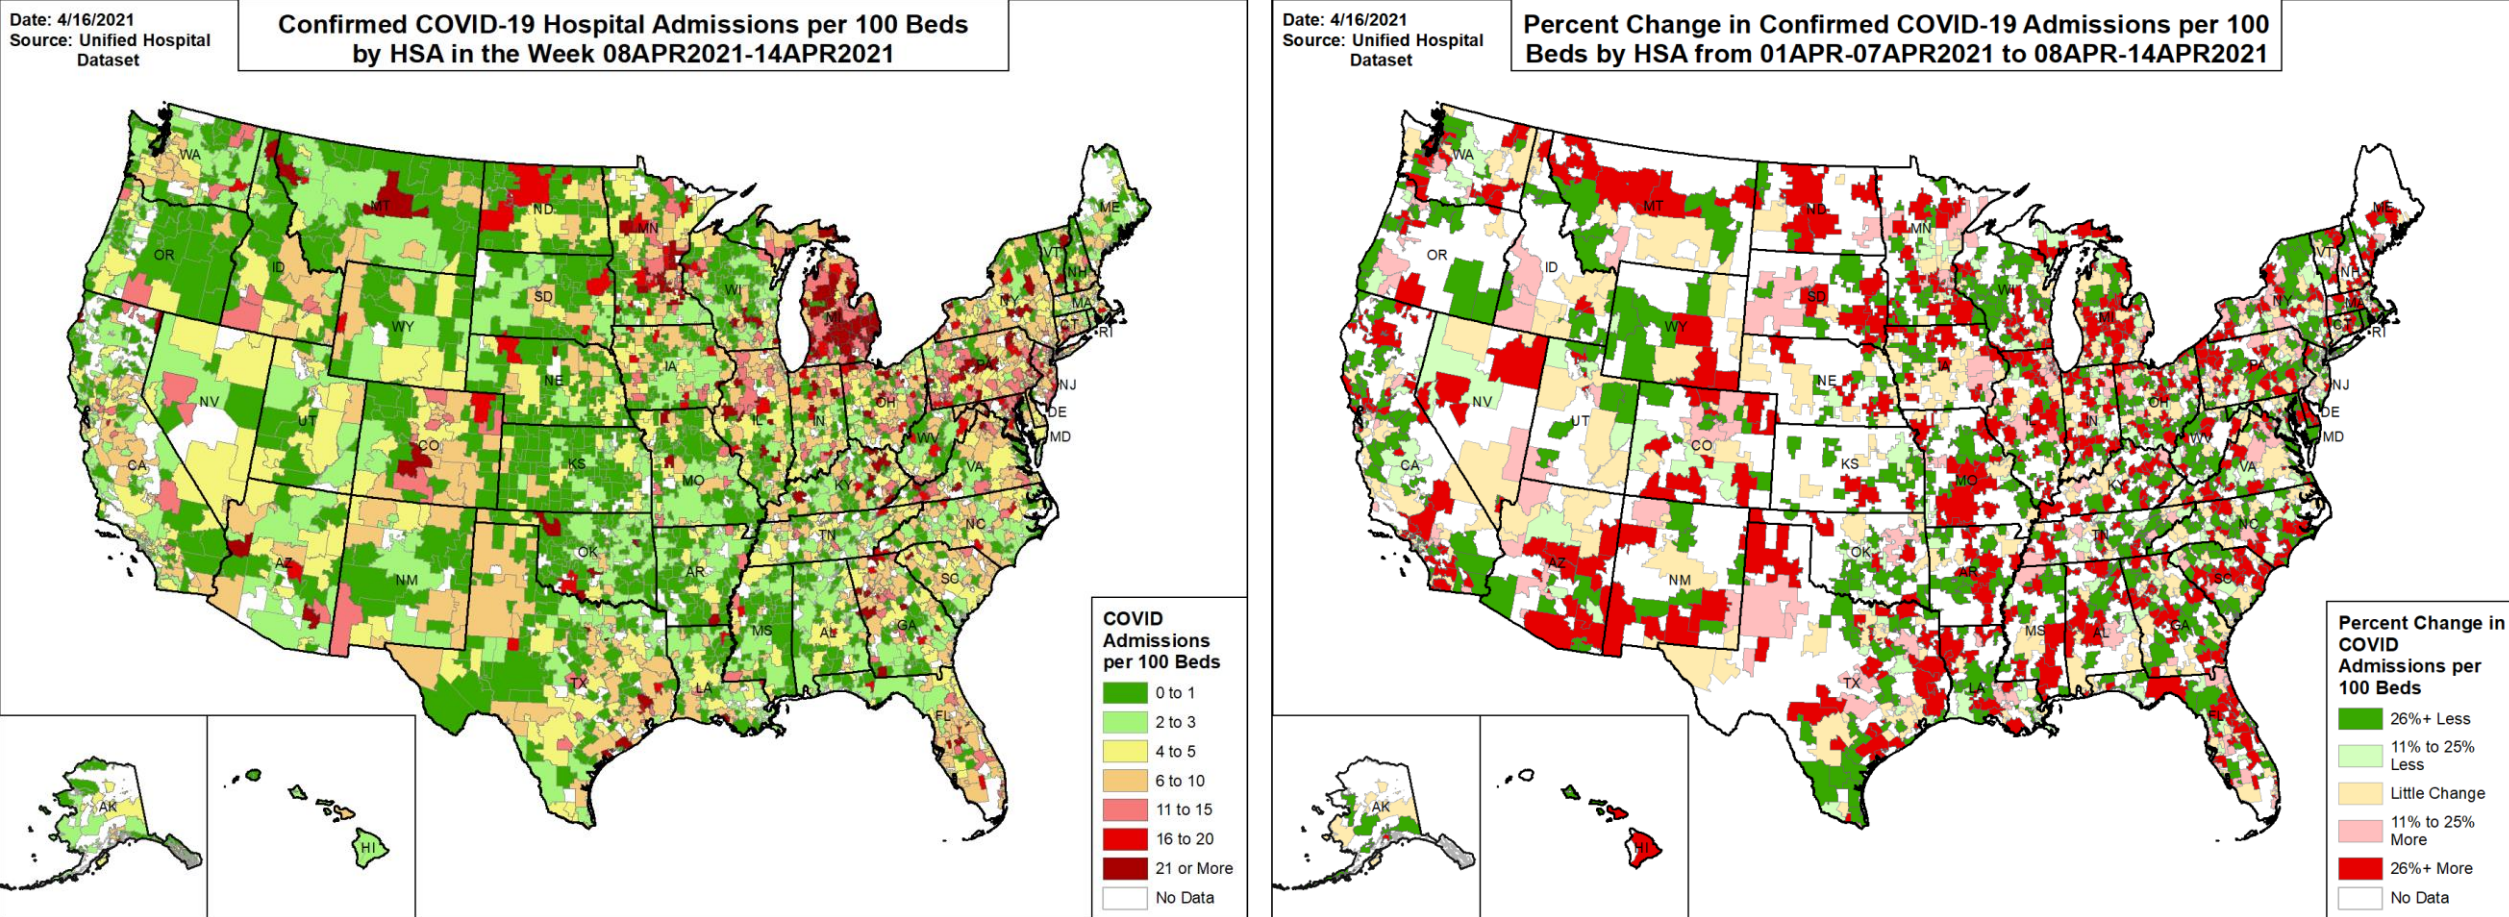 Date: 4/16/2021
Source: Unified Hospital
Dataset
Confirmed COVID-19 Hospital Admissions per 100 Beds
by HSA in the Week 08APR2021-14APR2021
WA
MT
ND
MN
ME
OR
ID
SD
WI
MI
VT
NH
NY
MA
CT
RI
WY
NE
IA
PA
NJ
NV
UT
CO
KS
MO
IL
IN
OH
WV
DE
MD
CA
VA
KY
AZ
NM
OK
AR
TN
NC
SC
TX
LA
MS
AL
GA
FL
AK
HI
COVID
Admissions
per 100 Beds
0 to 1
2 to 3
4 to 5
6 to 10
11 to 15
16 to 20
21 or More
No Data
Date: 4/16/2021
Source: Unified Hospital
Dataset
Percent Change in Confirmed COVID-19 Admissions per 100
Beds by HSA from 01APR-07APR2021 to 08APR-14APR2021
WA
MT
ND
MN
ME
OR
ID
SD
WI
MI
VT
NH
NY
MA
CT
RI
WY
NE
IA
PA
NJ
NV
UT
CO
KS
MO
IL
IN
OH
WV
DE
MD
CA
VA
KY
AZ
NM
OK
AR
TN
NC
SC
TX
LA
MS
AL
GA
FL
AK
HI
Percent Change in
COVID
Admissions per
100 Beds
26%+ Less
11% to 25%
Less
Little Change
11% to 25%
More
26%+ More
No Data